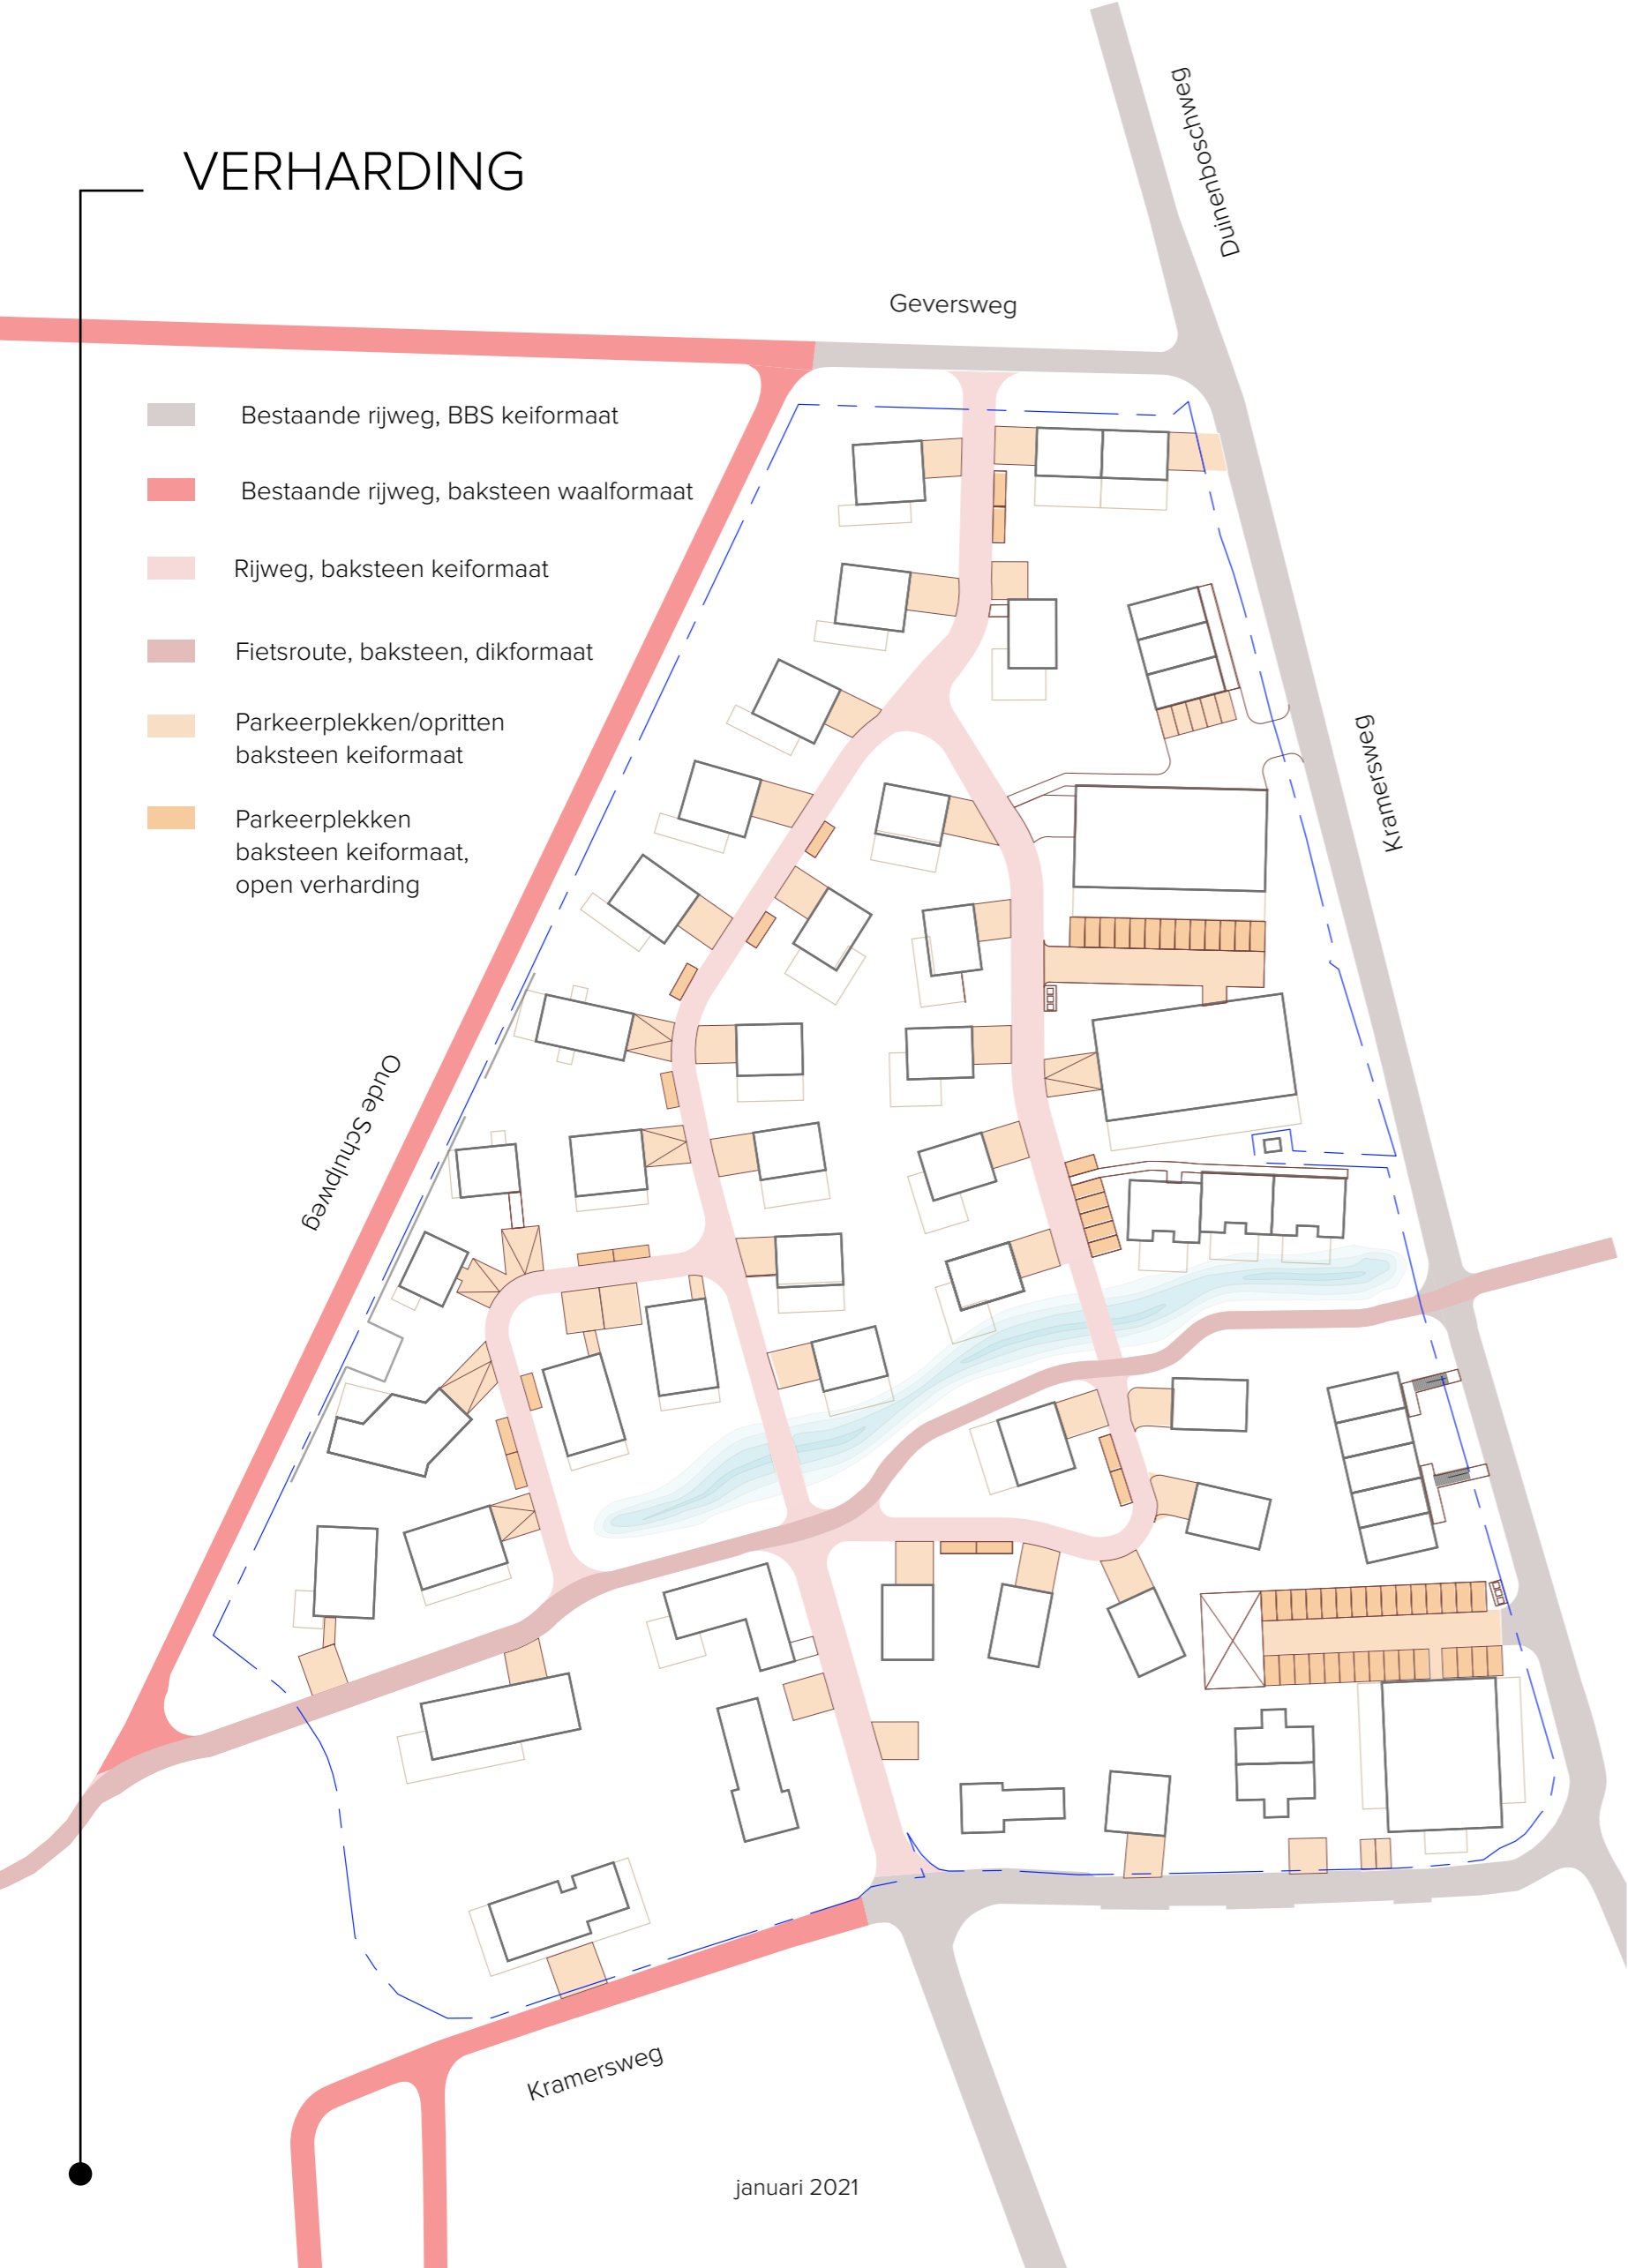 VERHARDING
Duinenboschweg
Geversweg
Bestaande rijweg, BBS keiformaat
Bestaande rijweg, baksteen waalformaat
Rijweg, baksteen keiformaat
Fietsroute, baksteen, dikformaat
Parkeerplekken/opritten
baksteen keiformaat
Parkeerplekken
baksteen keiformaat,
open verharding
Kramersweg
Oude Schulpweg
Kramersweg
januari 2021